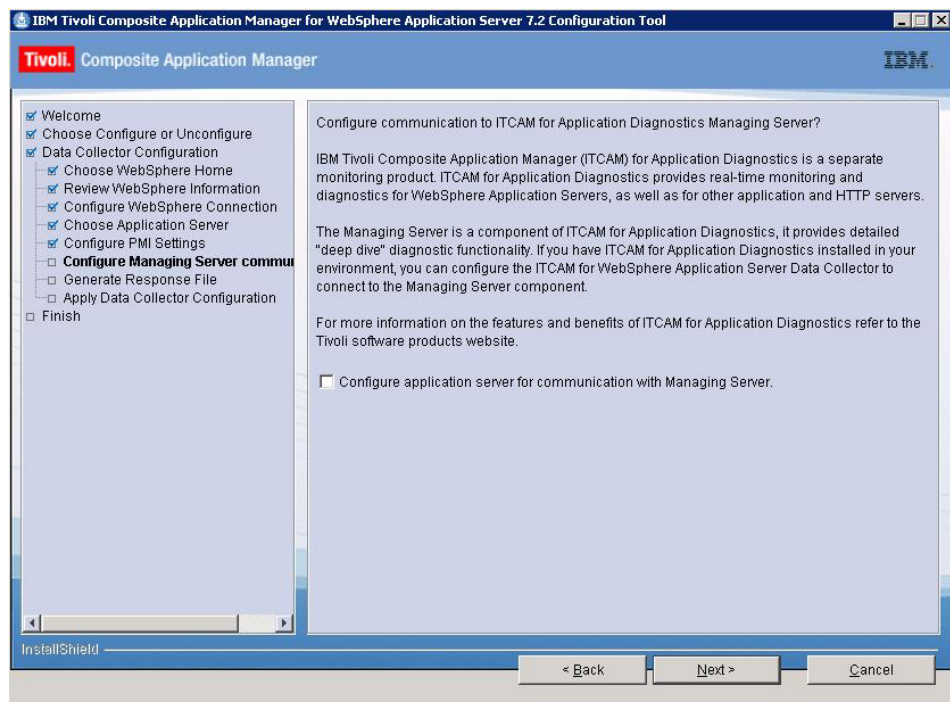 IBM Tivoli Composite Application Manager for WebSphere Application Server 7.2 Configuration Tool
Tivoli. Composite Application Manager
IBM.
Welcome
Choose Configure or Unconfigure
Data Collector Configuration
Choose WebSphere Home
Review WebSphere Information
Configure WebSphere Connection
Choose Application Server
Configure PMI Settings
Configure Managing Server commu
Generate Response File
Apply Data Collector Configuration
Finish
Configure communication to ITCAM for Application Diagnostics Managing Server?
IBM Tivoli Composite Application Manager (ITCAM) for Application Diagnostics is a separate
monitoring product. ITCAM for Application Diagnostics provides real-time monitoring and
diagnostics for WebSphere Application Servers, as well as for other application and HTTP servers.
The Managing Server is a component of ITCAM for Application Diagnostics, it provides detailed
"deep dive" diagnostic functionality. If you have ITCAM for Application Diagnostics installed in your
environment, you can configure the ITCAM for WebSphere Application Server Data Collector to
connect to the Managing Server component.
For more information on the features and benefits of ITCAM for Application Diagnostics refer to the
Tivoli software products website.
Configure application server for communication with Managing Server.
InstallShield
< Back
Next >
Cancel